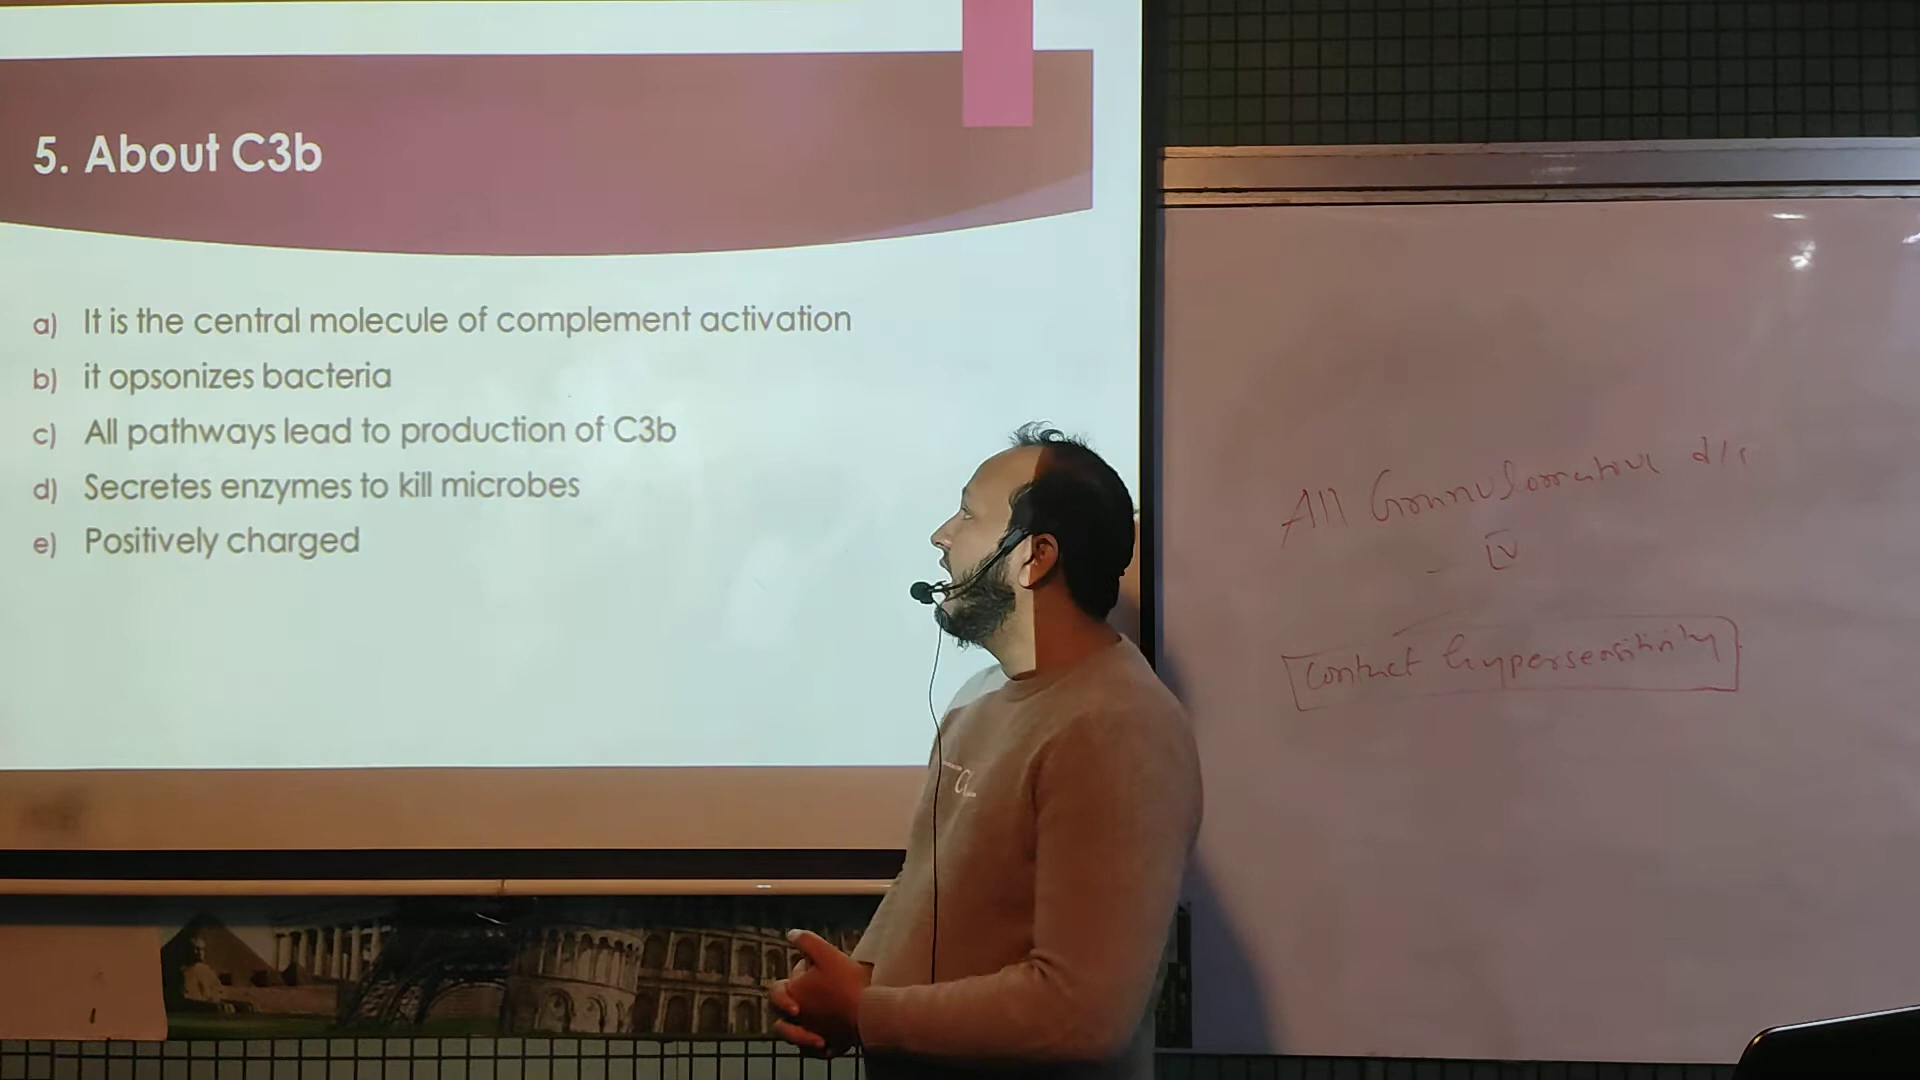 5. About C3b
a) It is the central molecule of complement activation
b) it opsonizes bacteria
c) All pathways lead to production of C3b
d) Secretes enzymes to kill microbes
e) Positively charged
All d/s
IV
Contact hypersensitivity